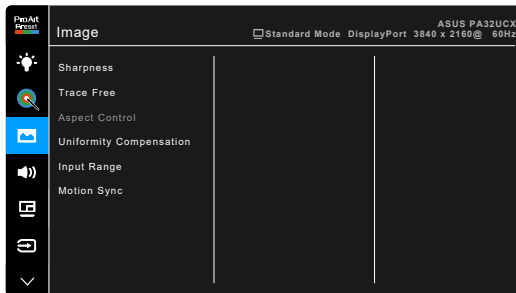 ProArt
Preset
Image
ASUS PA32UCX
Standard Mode DisplayPort 3840 x 2160@ 60Hz
Sharpness
Trace Free
Aspect Control
Uniformity Compensation
Input Range
Motion Sync